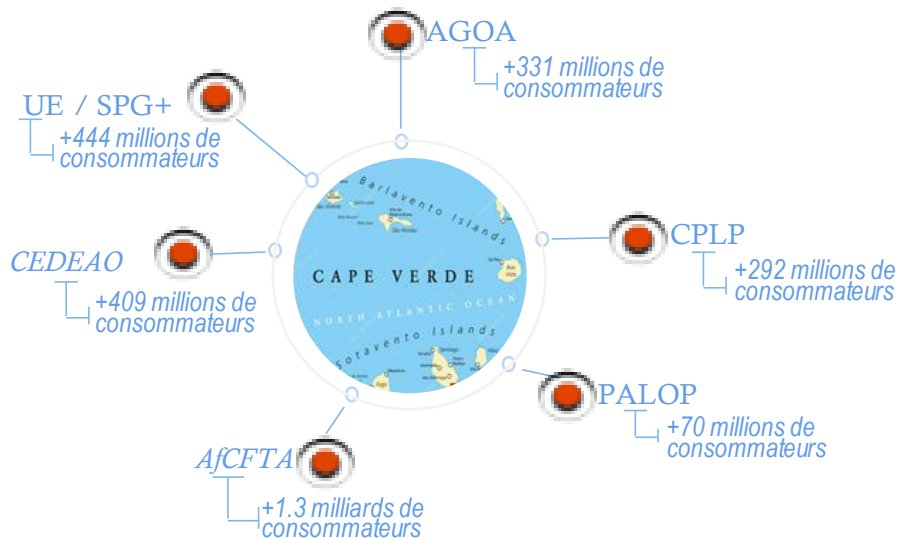 AGOA
+331 millions de
consommateurs
UE / SPG+
+444 millions de
consommateurs
CEDEAO
+409 millions de
consommateurs
CPLP
+292 millions de
consommateurs
PALOP
+70 millions de
consommateurs
AfCFTA
+1.3 milliards de
consommateurs
Barlavento Islands
CAPE VERDE
NORTH ATLANTIC OCEAN
Sotavento Islands